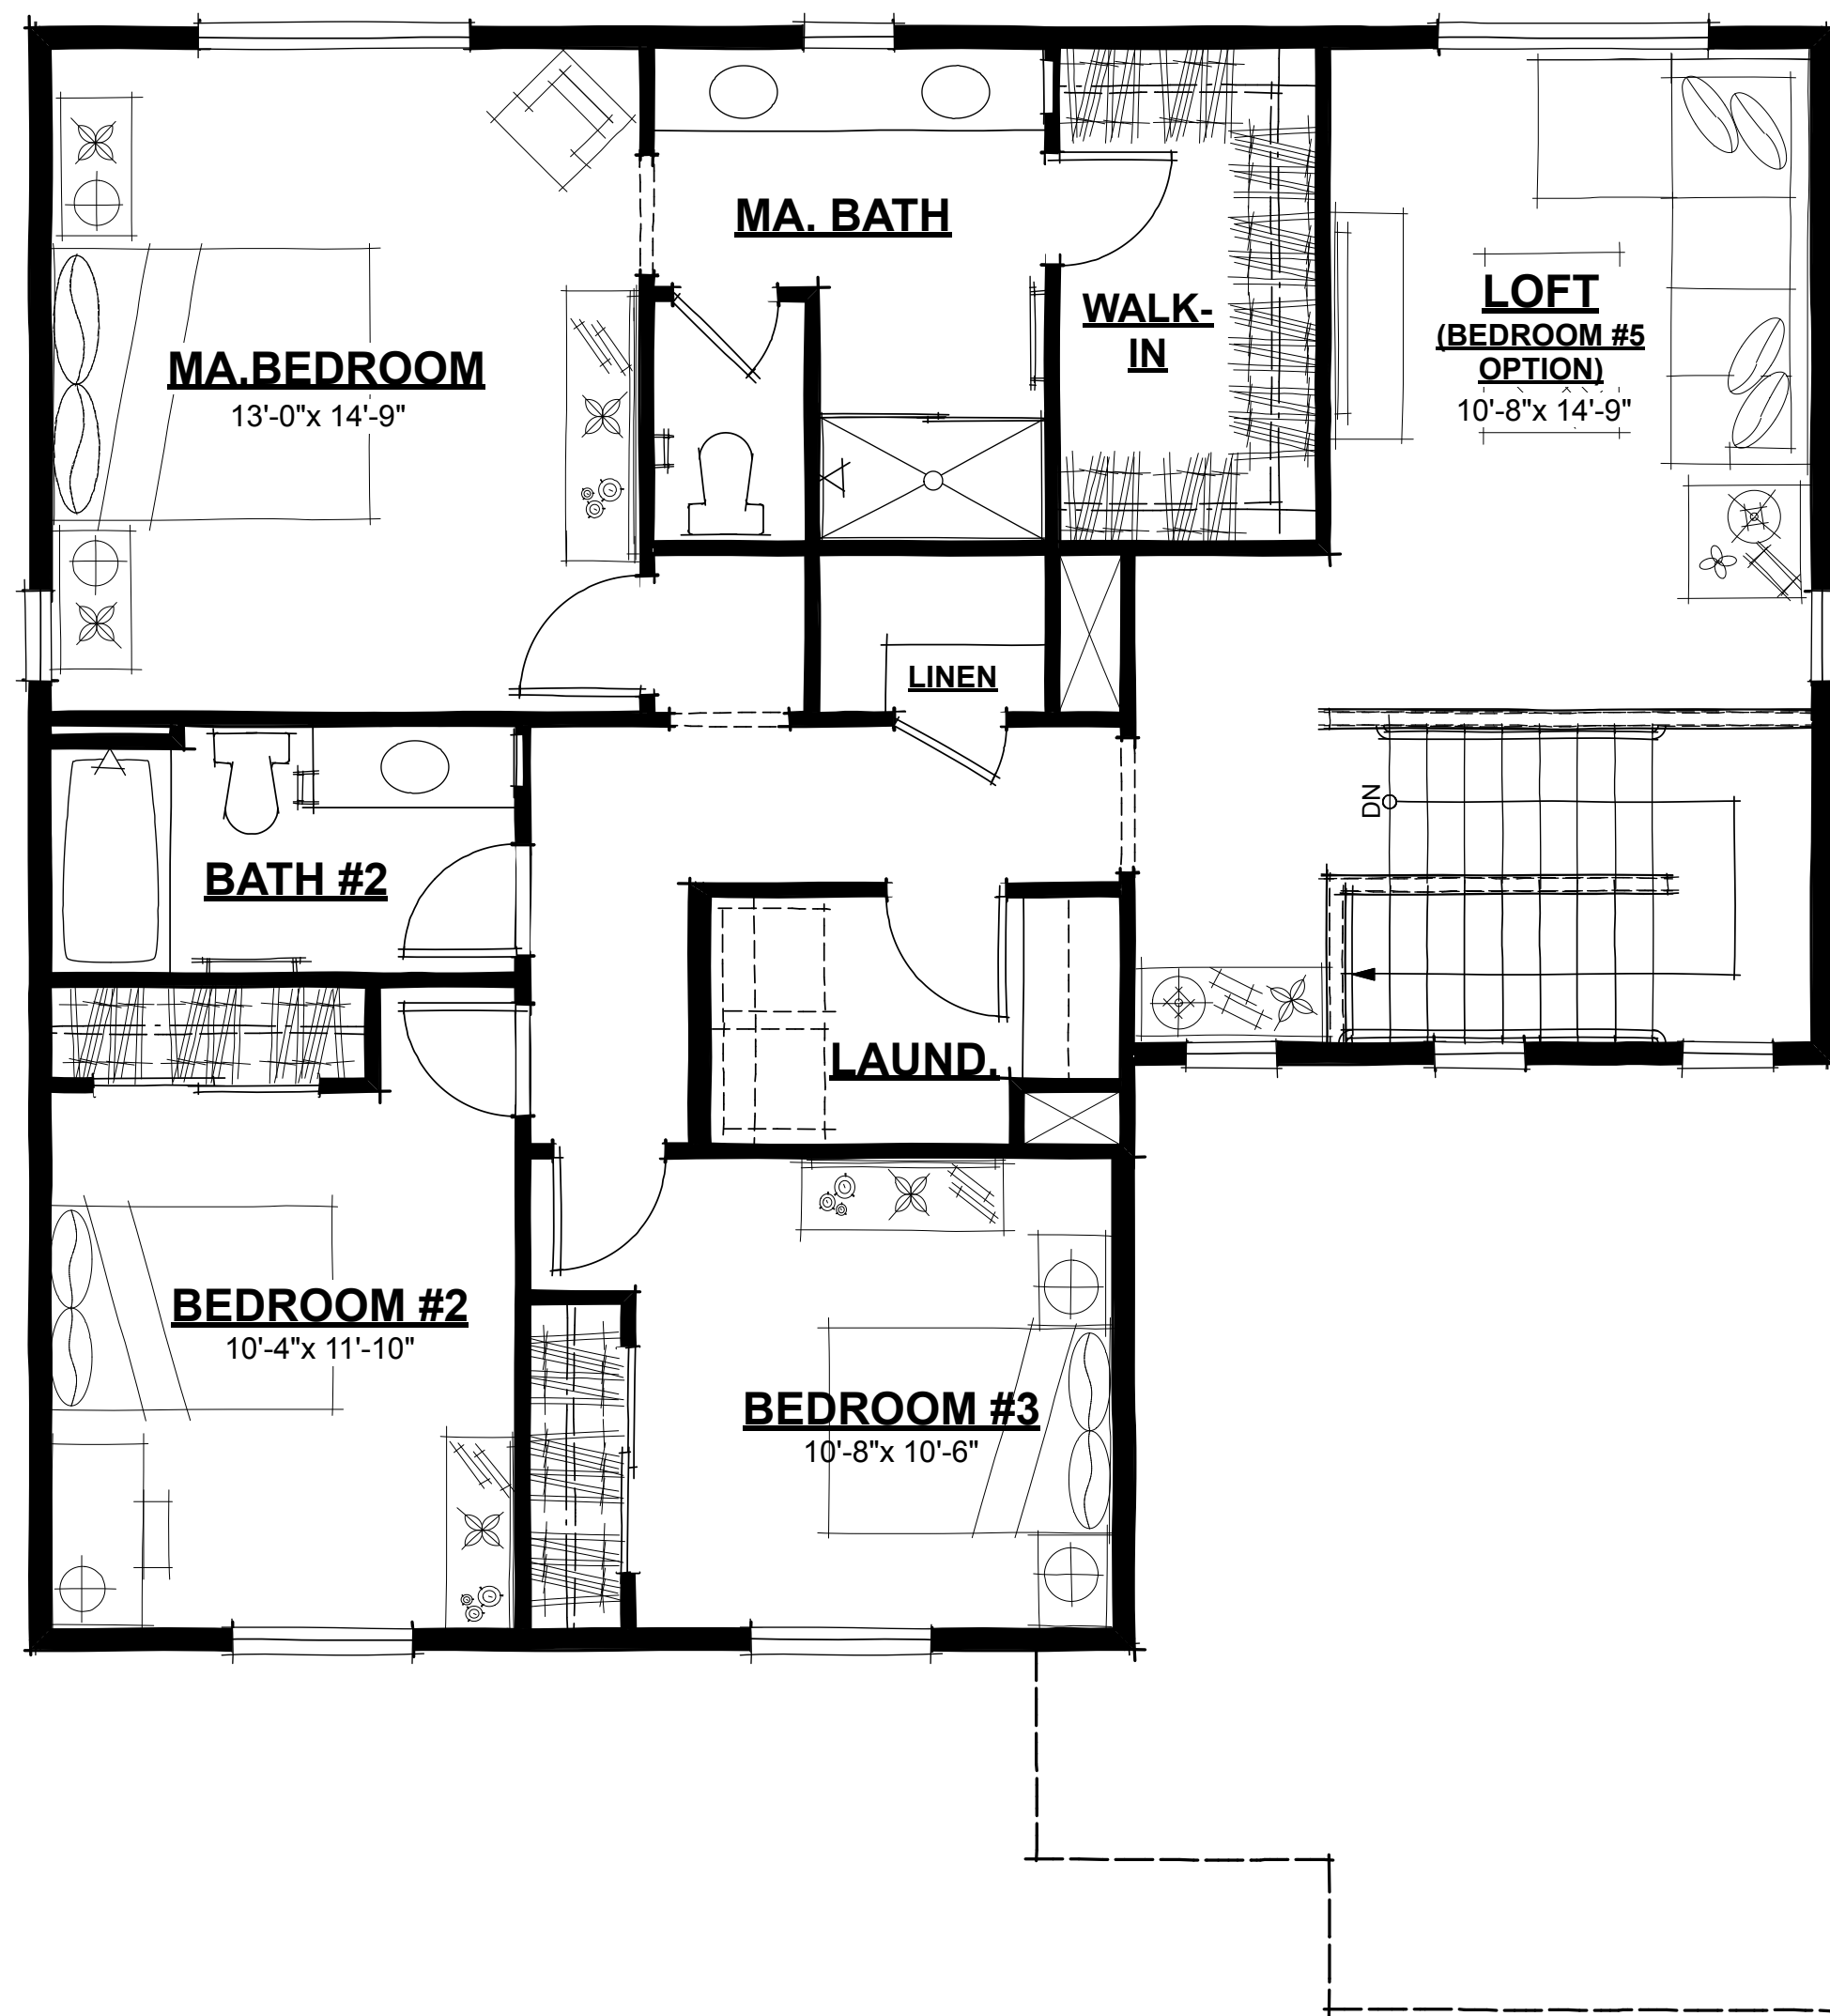 MA. BATH
WALK-
IN
LOFT
(BEDROOM #5
OPTION)
10'-8"x 14'-9"
MA.BEDROOM
13'-0"x 14'-9"
LINEN
DN
BATH #2
LAUND.
BEDROOM #2
10'-4"x 11'-10"
BEDROOM #3
10'-8"x 10'-6"